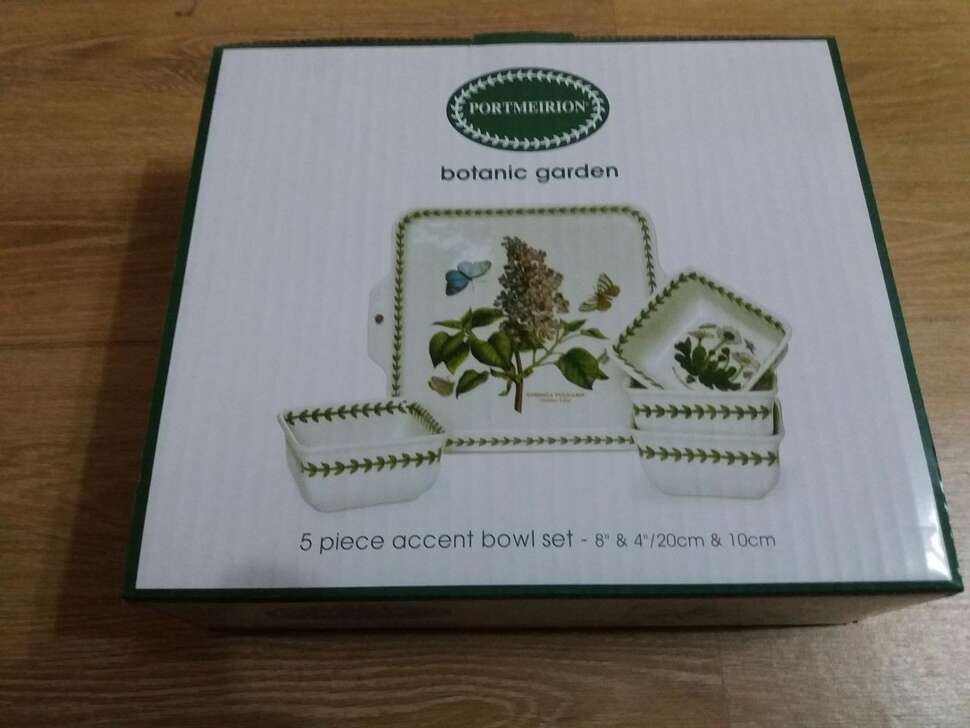 PORTMEIRION®
botanic garden
5 piece accent bowl set - 8" & 4"/20cm & 10cm